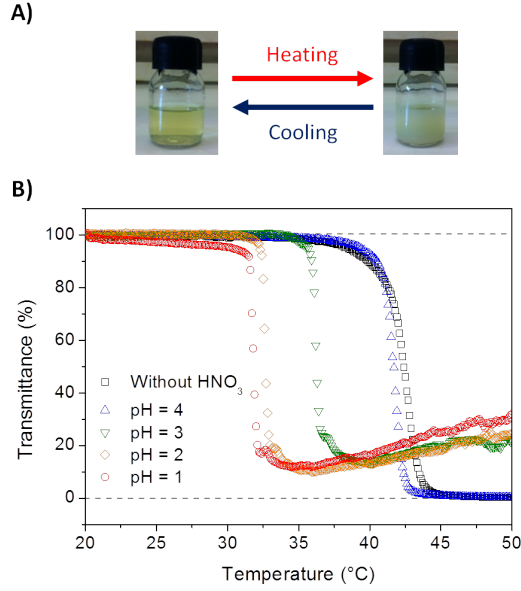 A)
Heating
Cooling
B)
Transmittance (%)
100
80
60
40
20
0
Without HNO₃
pH = 4
pH = 3
pH = 2
pH = 1
20 25 30 35 40 45 50
Temperature (°C)